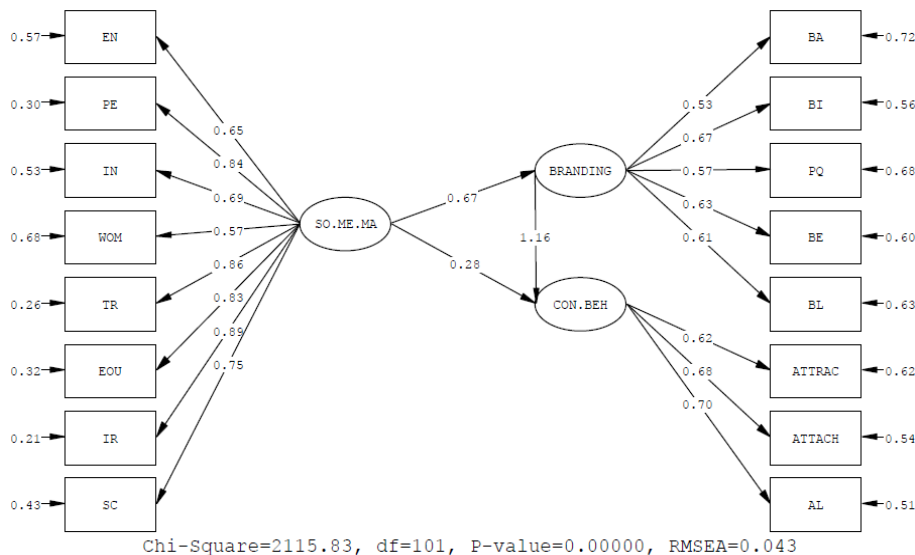 0.57 EN BA 0.72
0.30 PE 0.53 BI 0.56
0.65 0.67
0.84
0.53 IN 0.69 BRANDING 0.57 PQ 0.68
0.67 0.63
0.68 WOM 0.57 SO.ME.MA 0.61 BE 0.60
1.16
0.86 0.28
0.26 TR 0.83 CON.BEH BL 0.63
0.89 0.62
0.75 0.68
0.32 EOU ATTRAC 0.62
0.70
0.21 IR ATTACH 0.54
0.43 SC AL 0.51
Chi-Square=2115.83, df=101, P-value=0.00000, RMSEA=0.043